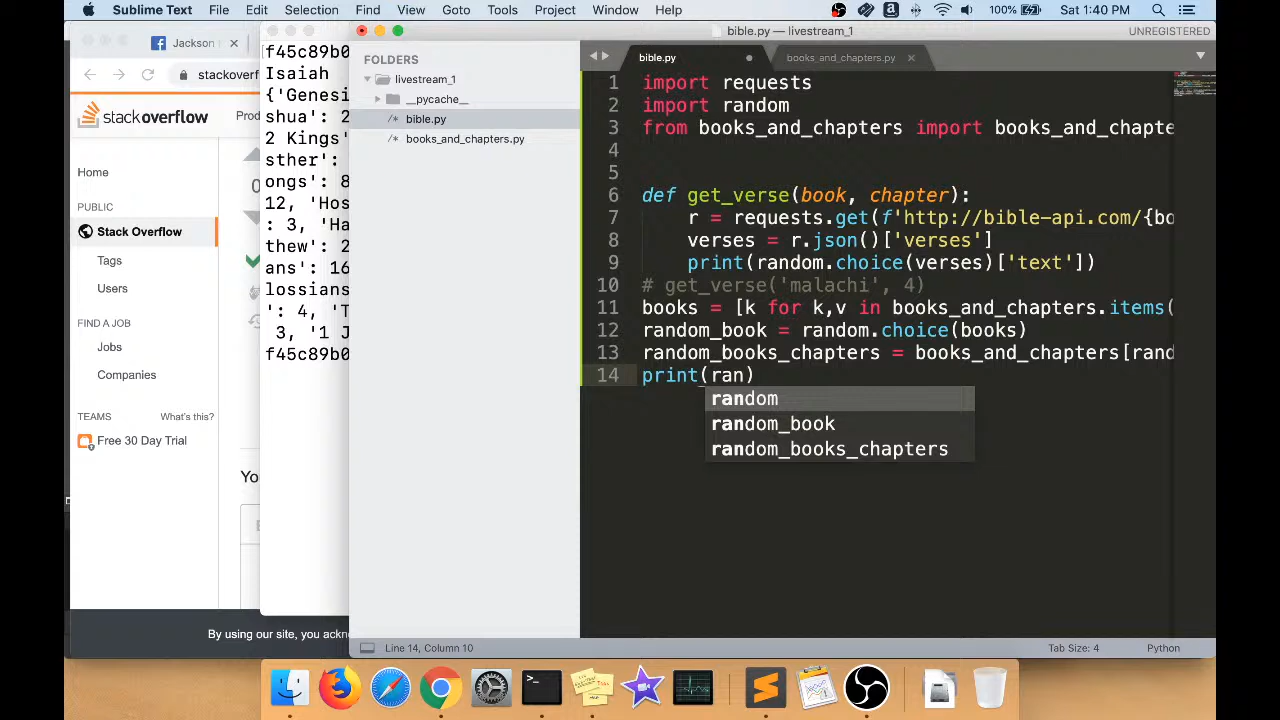 Sublime Text File Edit Selection Find View Goto Tools Project Window Help
100% Sat 1:40 PM
Jackson
stackoverf
stackoverflow
Prod
Home
PUBLIC
Stack Overflow
Tags
Users
FIND A JOB
Jobs
Companies
TEAMS What's this?
Free 30 Day Trial
0
Yo
By using our site, you ackn
f45c89b0
Isaiah
{'Genesi
shua': 2
2 Kings'
sther':
ongs': 8
12, 'Hos
: 3, 'Ha
thew': 2
ans': 16
lossians
': 4, 'T
3, '1 J
f45c89b0
bible.py — livestream_1
UNREGISTERED
FOLDERS
livestream_1
__pycache__
bible.py
books_and_chapters.py
bible.py books_and_chapters.py
1 import requests
2 import random
3 from books_and_chapters import books_and_chapte
4
5
6 def get_verse(book, chapter):
7 r = requests.get(f'http://bible-api.com/{bo
8 verses = r.json()['verses']
9 print(random.choice(verses)['text'])
10 # get_verse('malachi', 4)
11 books = [k for k,v in books_and_chapters.items(
12 random_book = random.choice(books)
13 random_books_chapters = books_and_chapters[rand
14 print(ran)
random
random_book
random_books_chapters
Line 14, Column 10
Tab Size: 4
Python